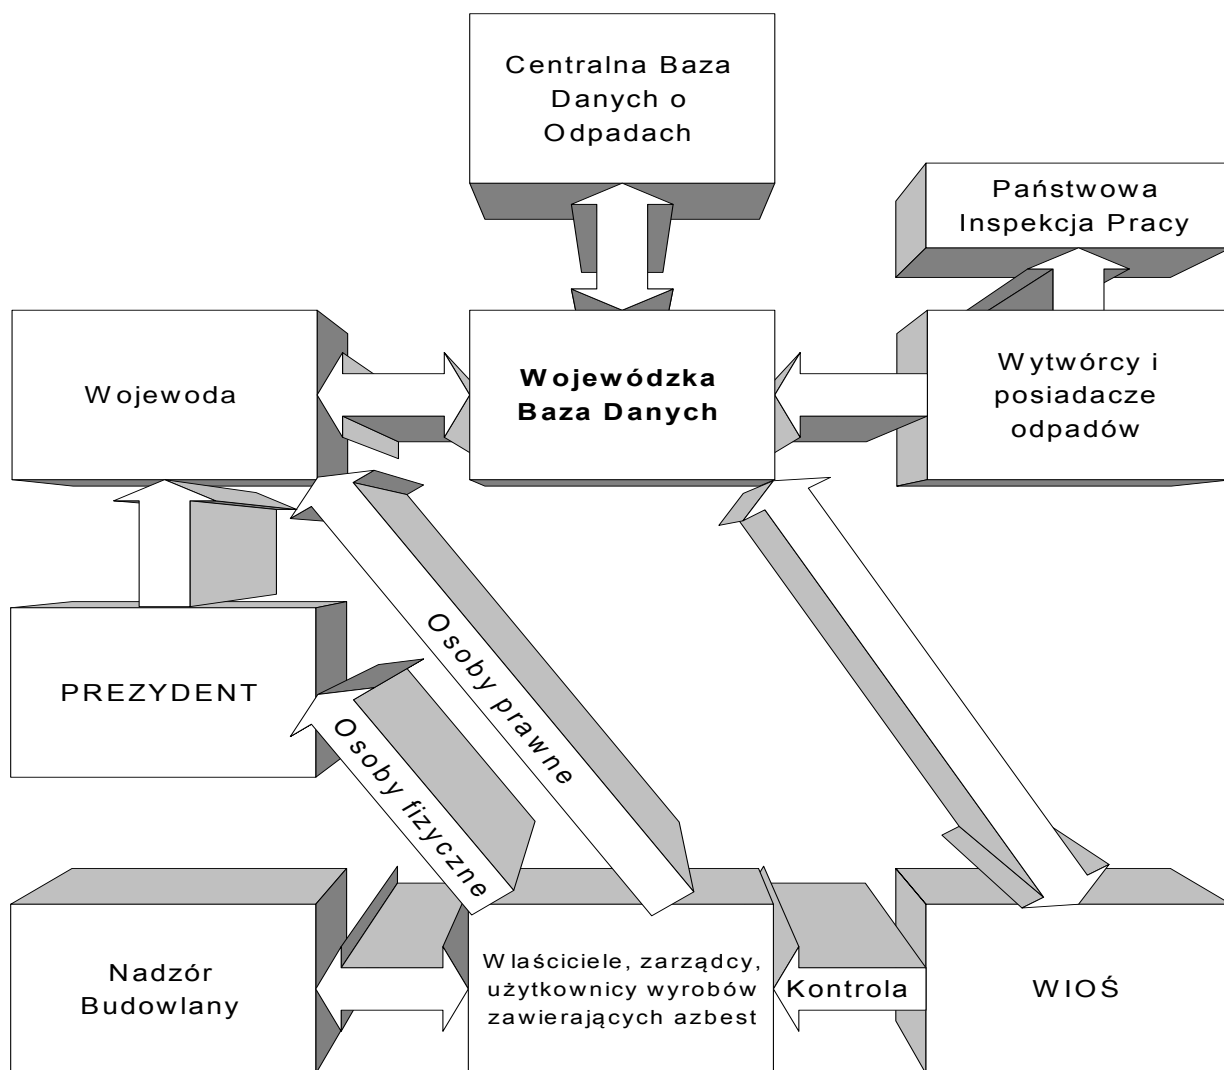 Centralna Baza
Danych o
Odpadach
Państwowa
Inspekcja Pracy
Wojewoda
Wojewódzka
Baza Danych
Wytwórcy i
posiadacze
odpadów
PREZYDENT
Osoby prawne
Osoby fizyczne
Nadzór
Budowlany
Właściciele, zarządcy,
użytkownicy wyrobów
zawierających azbest
Kontrola
WIOŚ